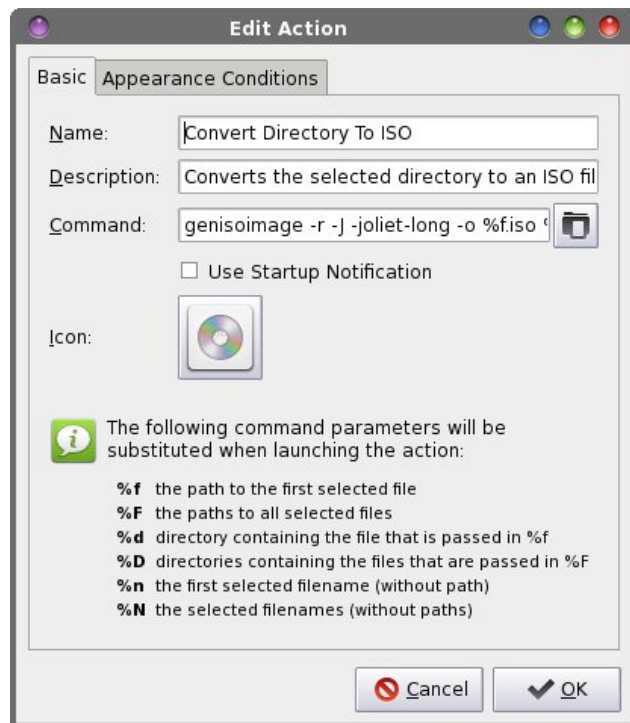 Edit Action
Basic Appearance Conditions
Name: Convert Directory To ISO
Description: Converts the selected directory to an ISO fil
Command: genisoimage -r -J -joliet-long -o %f.iso
Use Startup Notification
Icon:
The following command parameters will be
substituted when launching the action:
%f the path to the first selected file
%F the paths to all selected files
%d directory containing the file that is passed in %f
%D directories containing the files that are passed in %F
%n the first selected filename (without path)
%N the selected filenames (without paths)
Cancel OK